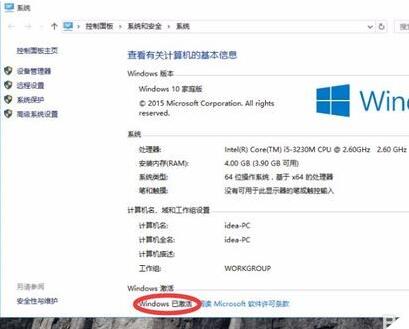 系统
控制面板 › 系统和安全 › 系统
控制面板主页
设备管理器
远程设置
系统保护
高级系统设置
查看有关计算机的基本信息
Windows 版本
Windows 10 家庭版
© 2015 Microsoft Corporation. All rights
reserved.
Wind
系统
处理器: Intel(R) Core(TM) i5-3230M CPU @ 2.60GHz 2.60 GHz
安装内存(RAM): 4.00 GB (3.90 GB 可用)
系统类型: 64 位操作系统, 基于 x64 的处理器
笔和触摸: 没有可用于此显示器的笔或触控输入
计算机名、域和工作组设置
计算机名: idea-PC
计算机全名: idea-PC
计算机描述:
工作组: WORKGROUP
Windows 激活
Windows 已激活 阅读 Microsoft 软件许可条款
另请参阅
安全性与维护